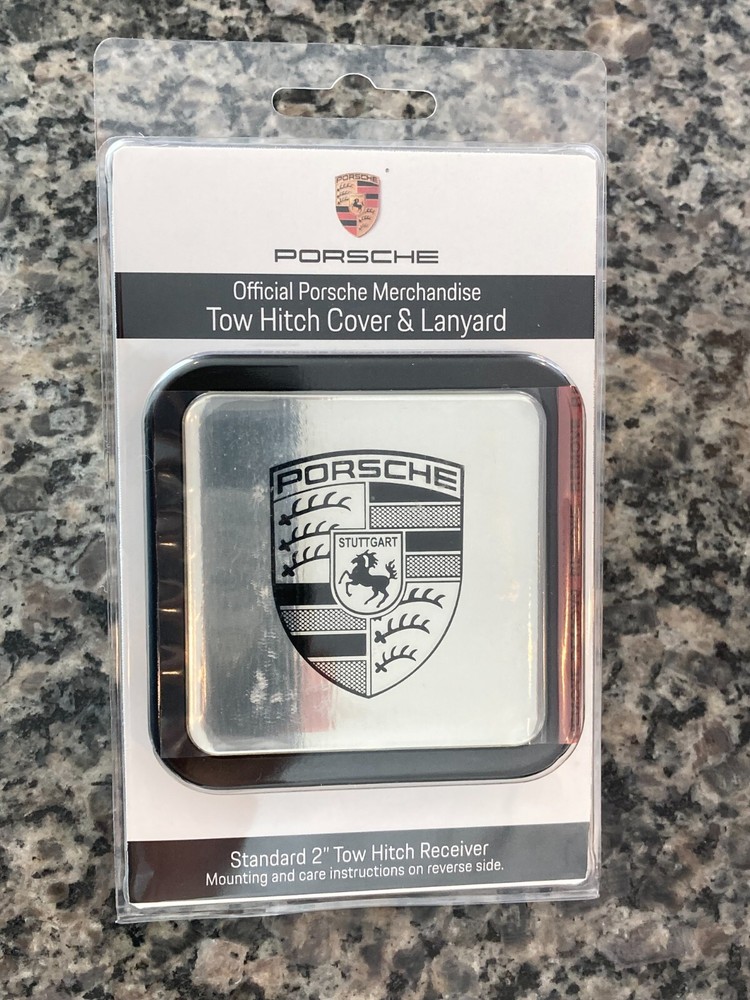 PORSCHE
PORSCHE
Official Porsche Merchandise
Tow Hitch Cover & Lanyard
PORSCHE
STUTTGART
Standard 2" Tow Hitch Receiver
Mounting and care instructions on reverse side.